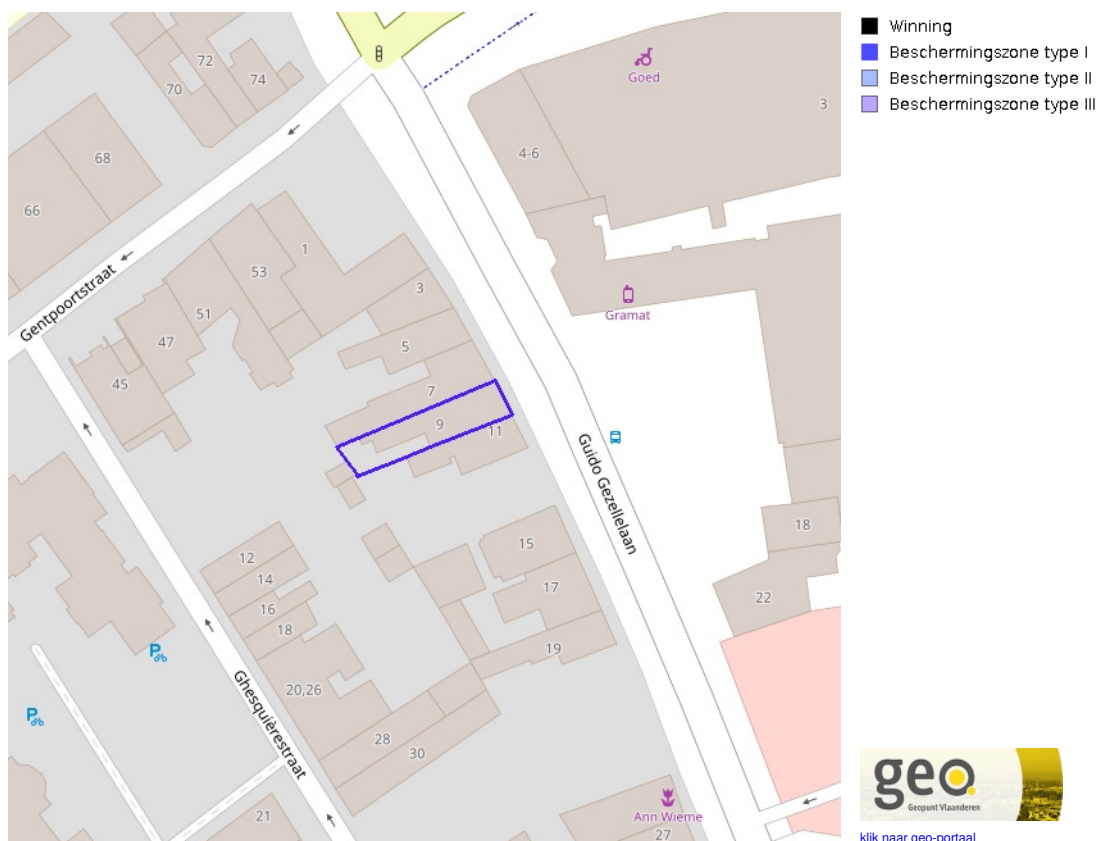 Winning
Beschermingszone type I
Beschermingszone type II
Beschermingszone type III
72
70
74
68
66
Goed
3
4-6
1
53
51
47
45
Gentpoortstraat
3
5
7
9
11
Gramat
Guido Gezellelaan
18
22
15
17
19
12
14
16
18
20,26
28
30
Ghesquièrestraat
P
P
21
Ann Wieme
27
geo
Geopunt Vlaanderen
klik naar geo-portaal